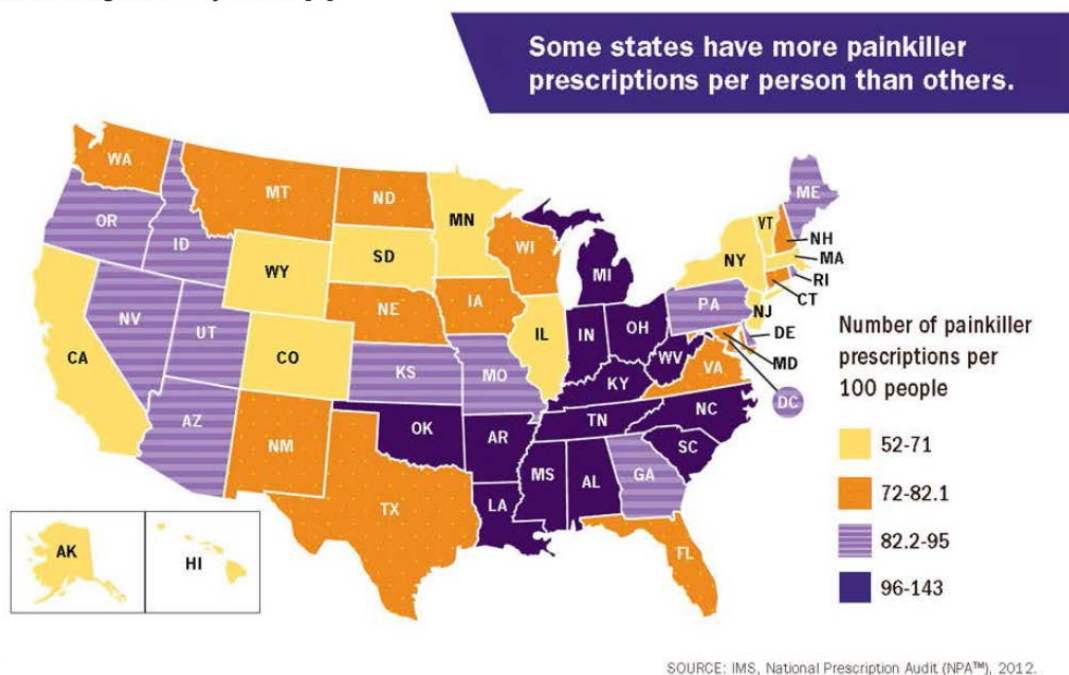 Some states have more painkiller
prescriptions per person than others.
WA
MT
ND
MN
OR
ID
WY
SD
WI
MI
NY
VT
ME
NH
MA
RI
CT
NJ
PA
DE
MD
DC
NV
UT
CO
NE
IA
IL
IN
OH
WV
VA
CA
KS
MO
KY
AZ
NM
OK
AR
TN
NC
SC
MS
AL
GA
TX
LA
FL
AK
HI
Number of painkiller
prescriptions per
100 people
52-71
72-82.1
82.2-95
96-143
SOURCE: IMS, National Prescription Audit (NPA™), 2012.